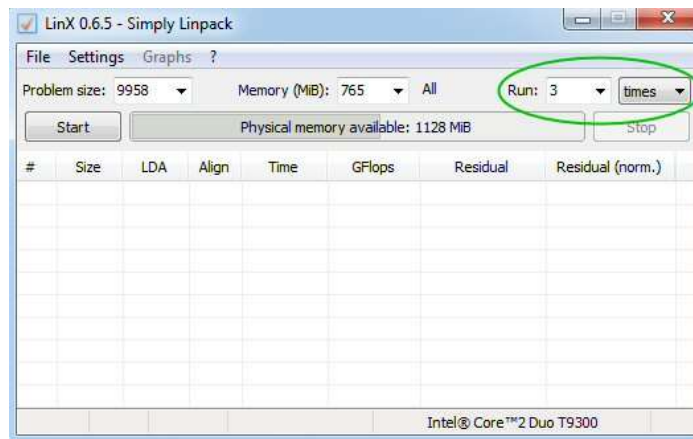 LinX 0.6.5 - Simply Linpack
File Settings Graphs ?
Problem size: 9958 Memory (MiB): 765 All Run: 3 times
Start Physical memory available: 1128 MiB Stop
# Size LDA Align Time GFlops Residual Residual (norm.)
Intel® Core™2 Duo T9300